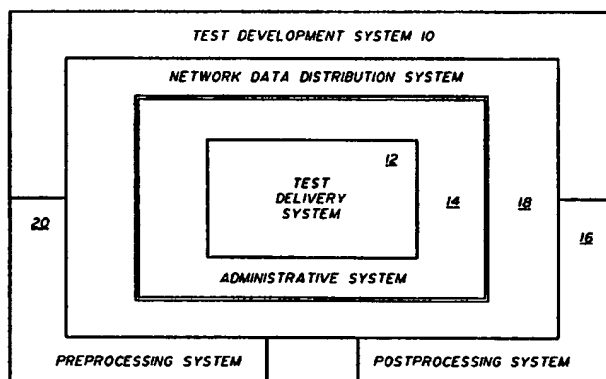 TEST DEVELOPMENT SYSTEM 10
NETWORK DATA DISTRIBUTION SYSTEM
12
TEST
DELIVERY
SYSTEM
14
18
20
16
ADMINISTRATIVE SYSTEM
PREPROCESSING SYSTEM
POSTPROCESSING SYSTEM